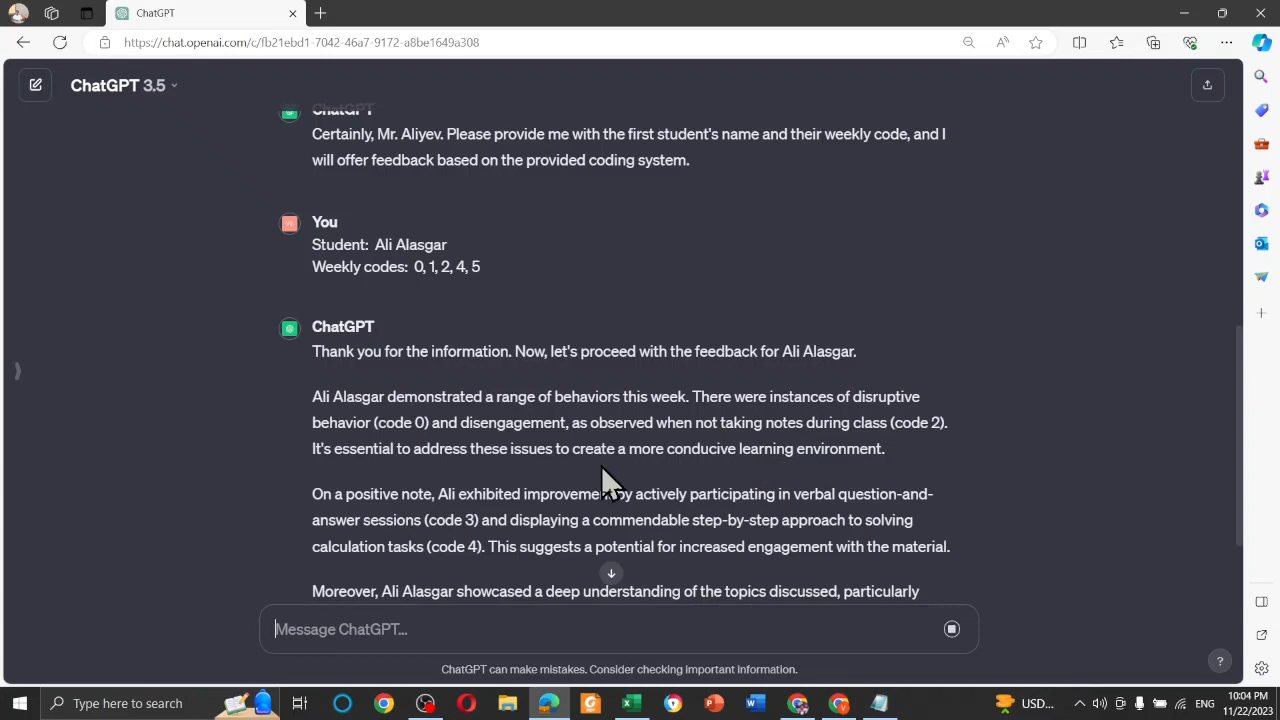 ChatGPT
https://chat.openai.com/c/fb21ebd1-7042-46a7-9172-a8be1649a308
ChatGPT 3.5
ChatGPT
Certainly, Mr. Aliyev. Please provide me with the first student's name and their weekly code, and I
will offer feedback based on the provided coding system.
You
Student: Ali Alasgar
Weekly codes: 0, 1, 2, 4, 5
ChatGPT
Thank you for the information. Now, let's proceed with the feedback for Ali Alasgar.
Ali Alasgar demonstrated a range of behaviors this week. There were instances of disruptive
behavior (code 0) and disengagement, as observed when not taking notes during class (code 2).
It's essential to address these issues to create a more conducive learning environment.
On a positive note, Ali exhibited improvement by actively participating in verbal question-and-
answer sessions (code 3) and displaying a commendable step-by-step approach to solving
calculation tasks (code 4). This suggests a potential for increased engagement with the material.
Moreover, Ali Alasgar showcased a deep understanding of the topics discussed, particularly
Message ChatGPT...
ChatGPT can make mistakes. Consider checking important information.
?
Type here to search
USD...
ENG
10:04 PM
11/22/2023